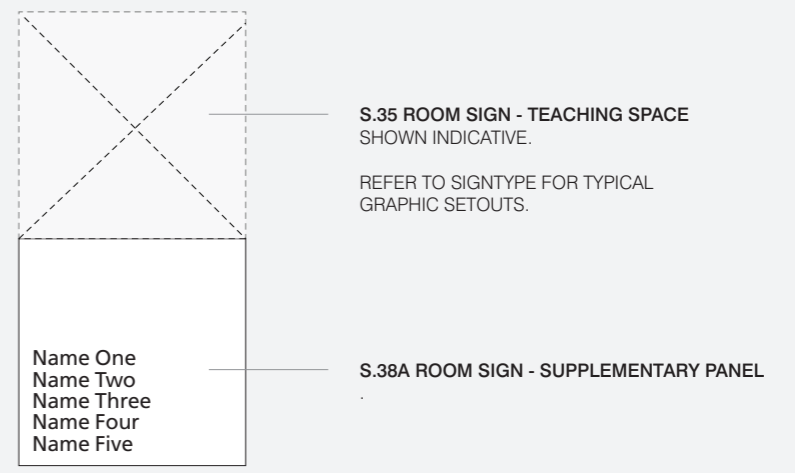 S.35 ROOM SIGN - TEACHING SPACE
SHOWN INDICATIVE.
REFER TO SIGNTYPE FOR TYPICAL
GRAPHIC SETOUTS.
Name One
Name Two
Name Three
Name Four
Name Five
S.38A ROOM SIGN - SUPPLEMENTARY PANEL
.